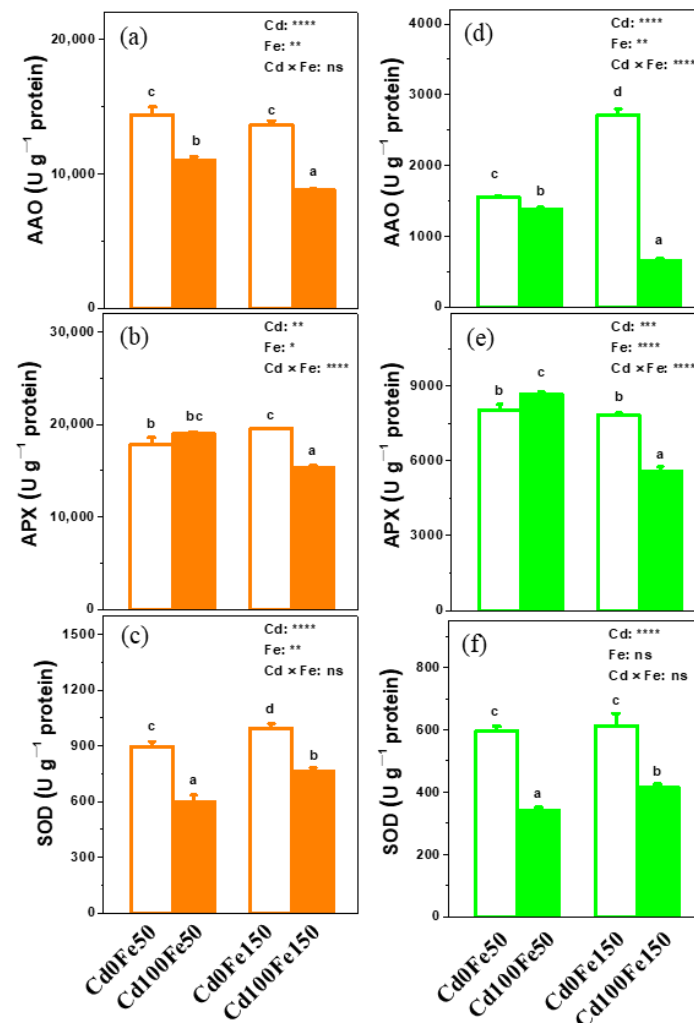 (a)
Cd: ****
Fe: **
Cd × Fe: ns
20,000
10,000
0
AAO (U g⁻¹ protein)
c
b
c
a
(d)
Cd: ****
Fe: **
Cd × Fe: ****
4000
3000
2000
1000
0
AAO (U g⁻¹ protein)
c
b
d
a
(b)
Cd: **
Fe: *
Cd × Fe: ****
30,000
20,000
10,000
0
APX (U g⁻¹ protein)
b
bc
c
a
(e)
Cd: ***
Fe: ****
Cd × Fe: ****
9000
6000
3000
0
APX (U g⁻¹ protein)
b
c
b
a
(c)
Cd: ****
Fe: **
Cd × Fe: ns
1500
1200
900
600
300
0
SOD (U g⁻¹ protein)
c
a
d
b
(f)
Cd: ****
Fe: ns
Cd × Fe: ns
800
600
400
200
0
SOD (U g⁻¹ protein)
c
a
c
b
Cd0Fe50
Cd100Fe50
Cd0Fe150
Cd100Fe150
Cd0Fe50
Cd100Fe50
Cd0Fe150
Cd100Fe150